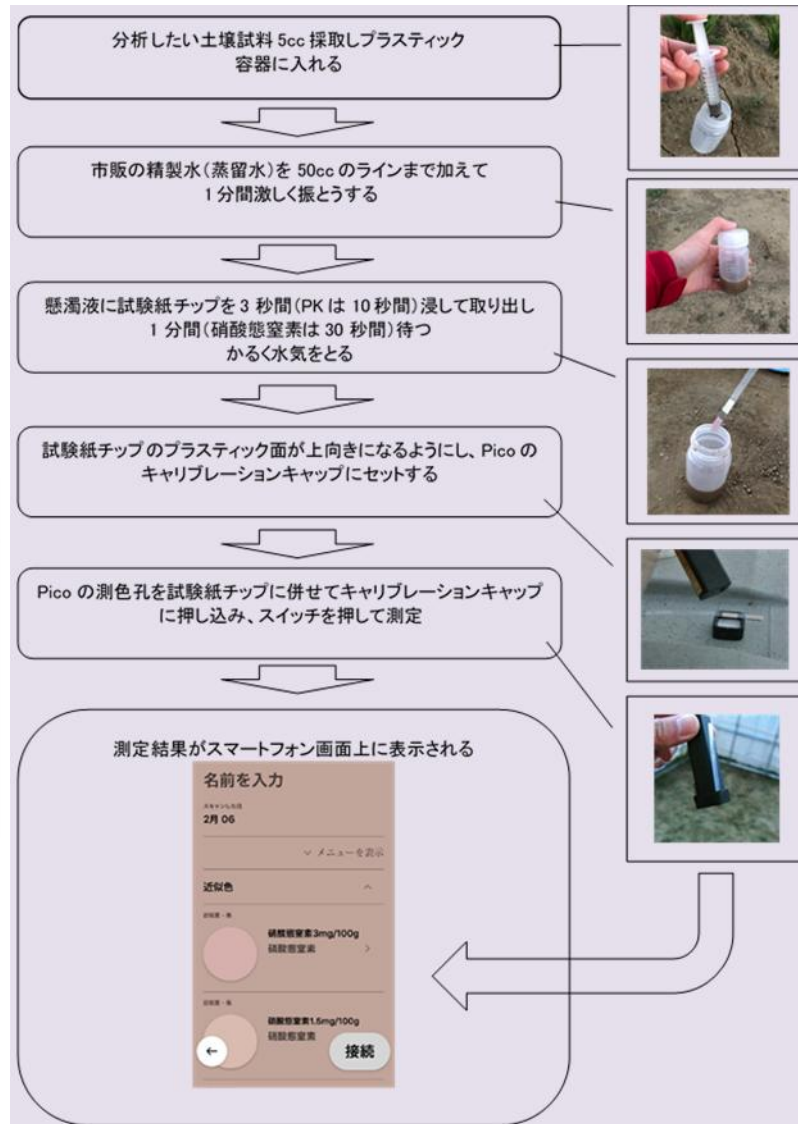 分析したい土壌試料 5cc 採取しプラスティック
容器に入れる
市販の精製水(蒸留水)を 50cc のラインまで加えて
1 分間激しく振とうする
懸濁液に試験紙チップを 3 秒間(PK は 10 秒間)浸して取り出し
1 分間(硝酸態窒素は 30 秒間)待つ
かるく水気をとる
試験紙チップのプラスティック面が上向きになるようにし、Pico の
キャリブレーションキャップにセットする
Pico の測色孔を試験紙チップに併せてキャリブレーションキャップ
に押し込み、スイッチを押して測定
測定結果がスマートフォン画面上に表示される
名前を入力
2月 06
メニューを表示
近似色
硝酸態窒素3mg/100g
硝酸態窒素
硝酸態窒素1.5mg/100g
硝酸態窒素
接続